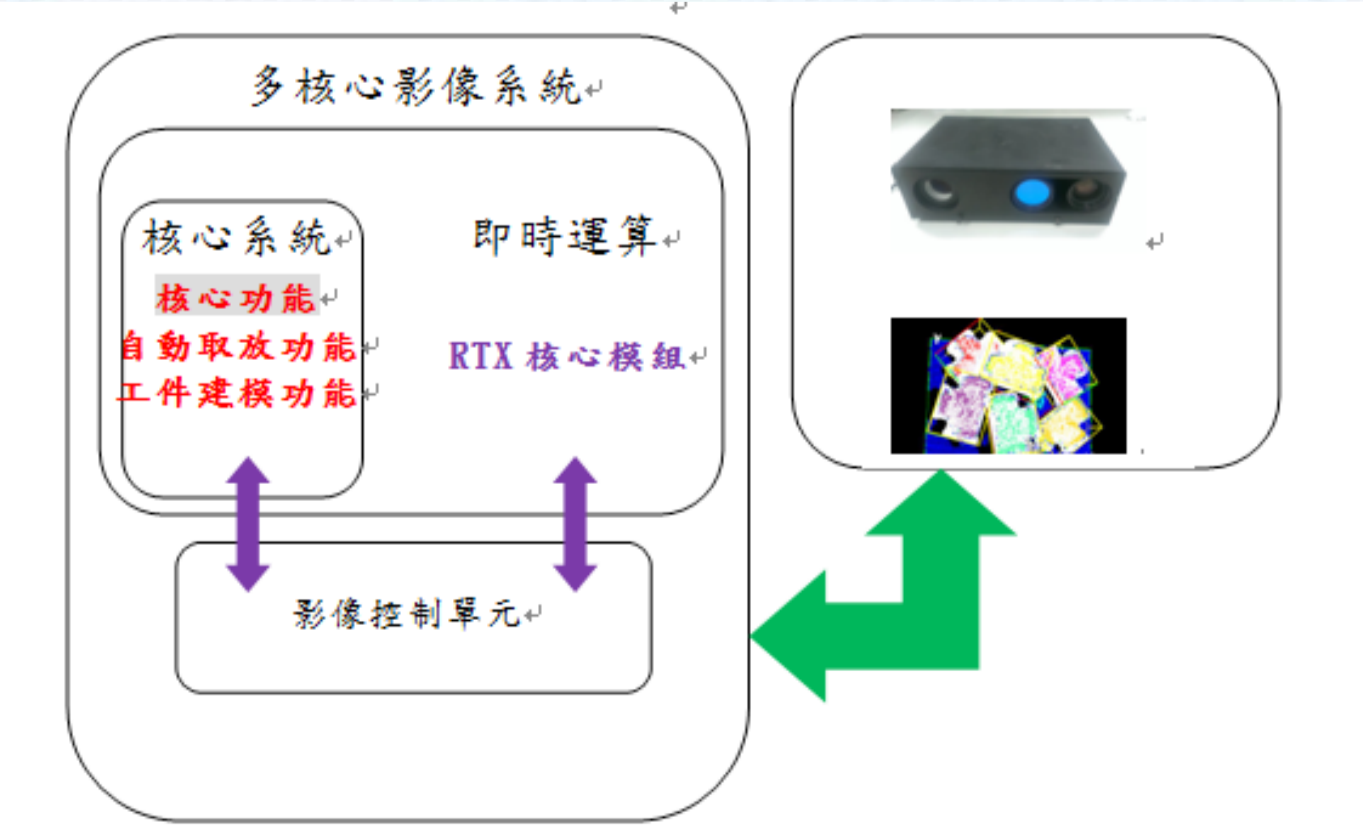 多核心影像系統
核心系統
核心功能
自動取放功能
工件建模功能
即時運算
RTX 核心模組
影像控制單元